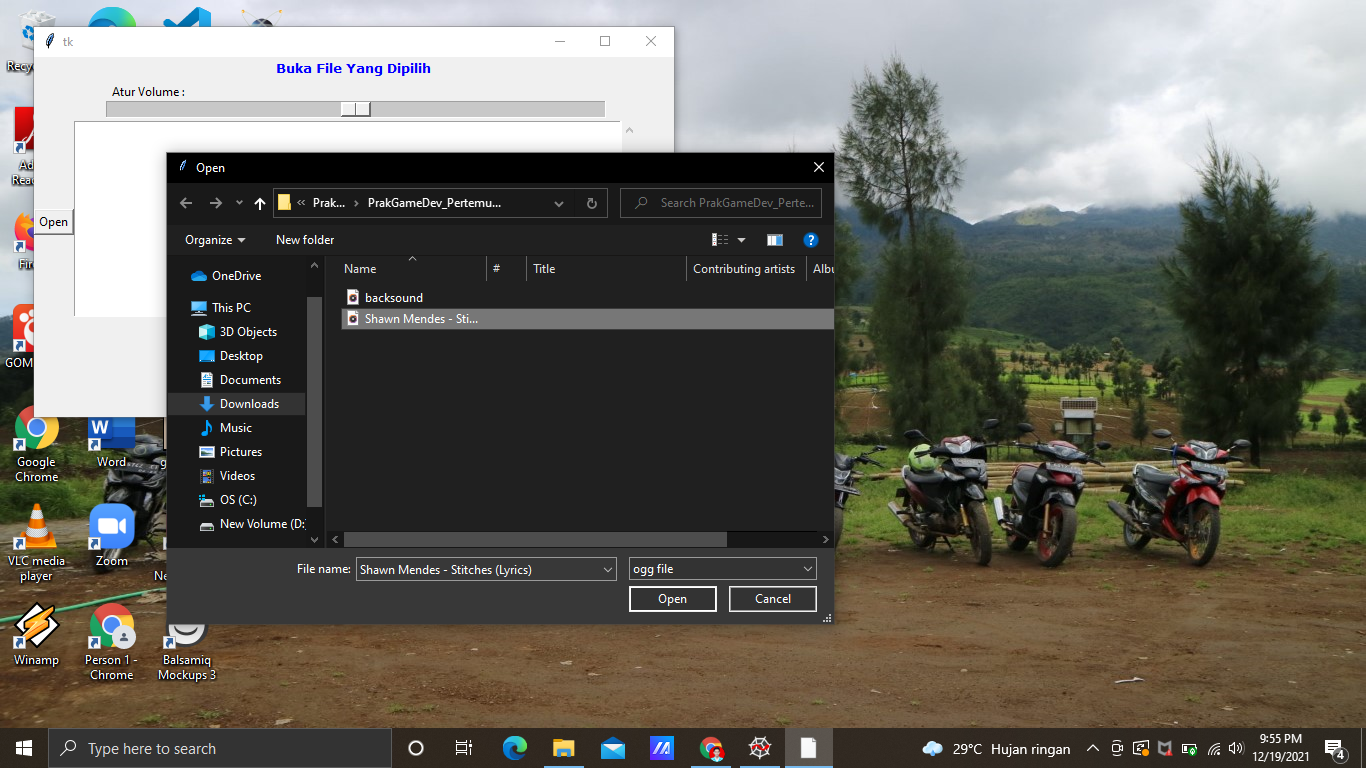 tk
Buka File Yang Dipilih
Atur Volume :
Open
Open
Prak...
PrakGameDev_Pertemu...
Search PrakGameDev_Perte...
Organize
New folder
Name
#
Title
Contributing artists
Albu
OneDrive
This PC
3D Objects
Desktop
Documents
Downloads
Music
Pictures
Videos
OS (C:)
New Volume (D:
backsound
Shawn Mendes - Sti...
File name:
Shawn Mendes - Stitches (Lyrics)
ogg file
Open
Cancel
Recy
Ad
Rea
Fir
GOM
Google
Chrome
Word
g
VLC media
player
Zoom
Ne
Winamp
Person 1 -
Chrome
Balsamiq
Mockups 3
Type here to search
29°C Hujan ringan
9:55 PM
12/19/2021
4